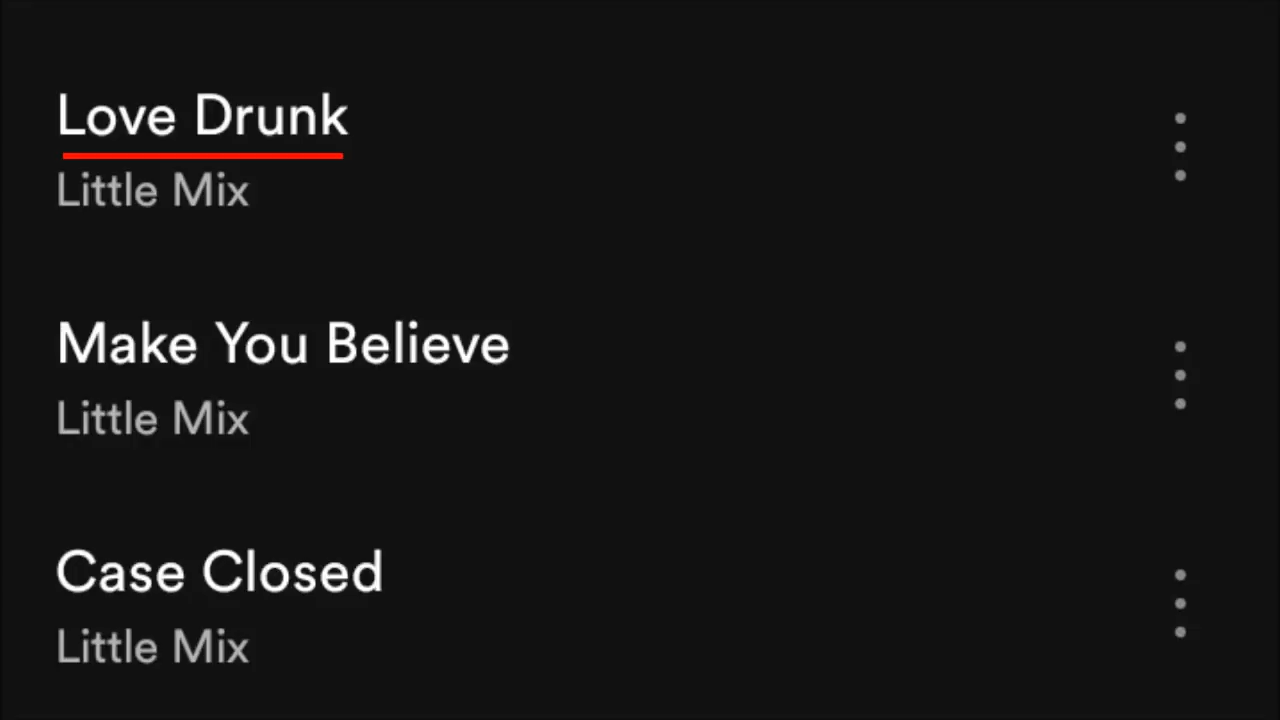 Love Drunk
Little Mix
Make You Believe
Little Mix
Case Closed
Little Mix